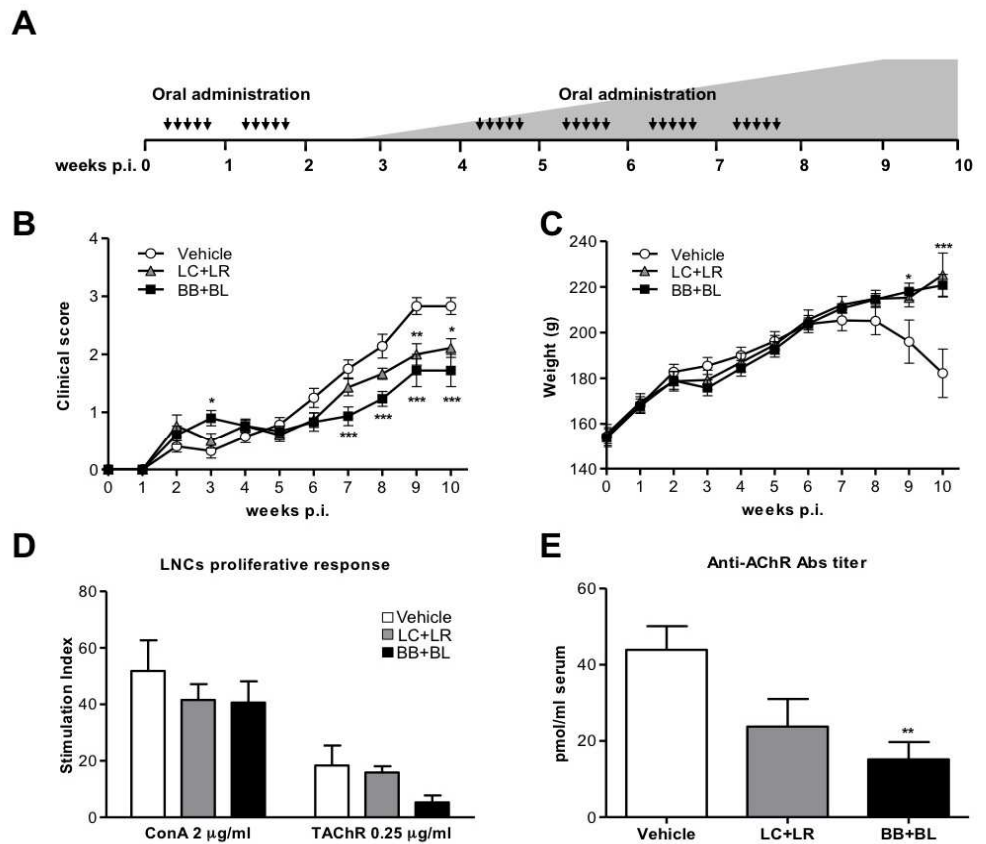 A
Oral administration
Oral administration
weeks p.i. 0 1 2 3 4 5 6 7 8 9 10
B
4
3
2
1
0
Clinical score
Vehicle
LC+LR
BB+BL
*
**
*
***
***
***
***
0 1 2 3 4 5 6 7 8 9 10
weeks p.i.
C
240
220
200
180
160
140
Weight (g)
Vehicle
LC+LR
BB+BL
*
***
0 1 2 3 4 5 6 7 8 9 10
weeks p.i.
D
LNCs proliferative response
80
60
40
20
0
Stimulation Index
Vehicle
LC+LR
BB+BL
ConA 2 µg/ml TAChR 0.25 µg/ml
E
Anti-AChR Abs titer
60
40
20
0
pmol/ml serum
**
Vehicle LC+LR BB+BL